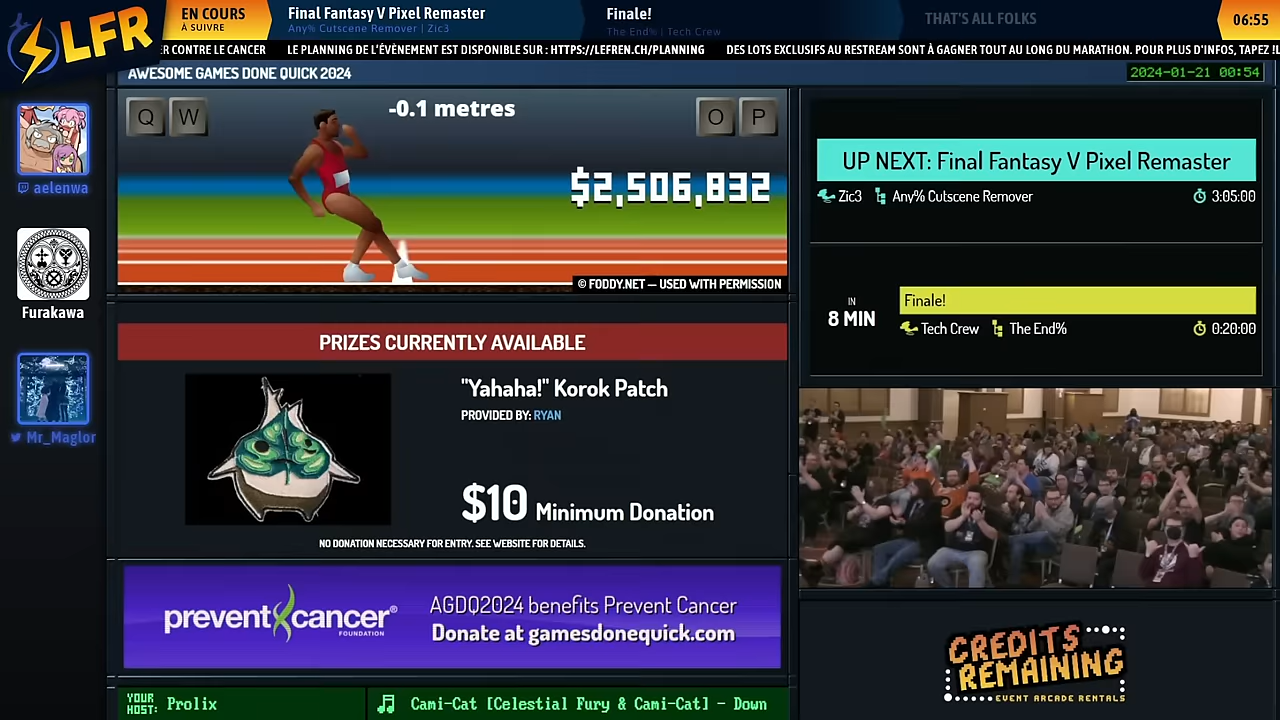 LFR
EN COURS
À SUIVRE
Final Fantasy V Pixel Remaster
Any% Cutscene Remover | Zic3
Finale!
The End% | Tech Crew
THAT'S ALL FOLKS
06:55
ER CONTRE LE CANCER
LE PLANNING DE L'ÉVÈNEMENT EST DISPONIBLE SUR : HTTPS://LEFREN.CH/PLANNING
DES LOTS EXCLUSIFS AU RESTREAM SONT À GAGNER TOUT AU LONG DU MARATHON. POUR PLUS D'INFOS, TAPEZ !L
AWESOME GAMES DONE QUICK 2024
2024-01-21 00:54
Q W
-0.1 metres
O P
$2,506,832
© FODDY.NET — USED WITH PERMISSION
aelenwa
Furakawa
Mr_Maglor
UP NEXT: Final Fantasy V Pixel Remaster
Zic3 Any% Cutscene Remover 3:05:00
IN
8 MIN
Finale!
Tech Crew The End% 0:20:00
PRIZES CURRENTLY AVAILABLE
"Yahaha!" Korok Patch
PROVIDED BY: RYAN
$10 Minimum Donation
NO DONATION NECESSARY FOR ENTRY. SEE WEBSITE FOR DETAILS.
prevent cancer®
FOUNDATION
AGDQ2024 benefits Prevent Cancer
Donate at gamesdonequick.com
CREDITS
REMAINING
EVENT ARCADE RENTALS
YOUR
HOST: Prolix
Cami-Cat [Celestial Fury & Cami-Cat] - Down